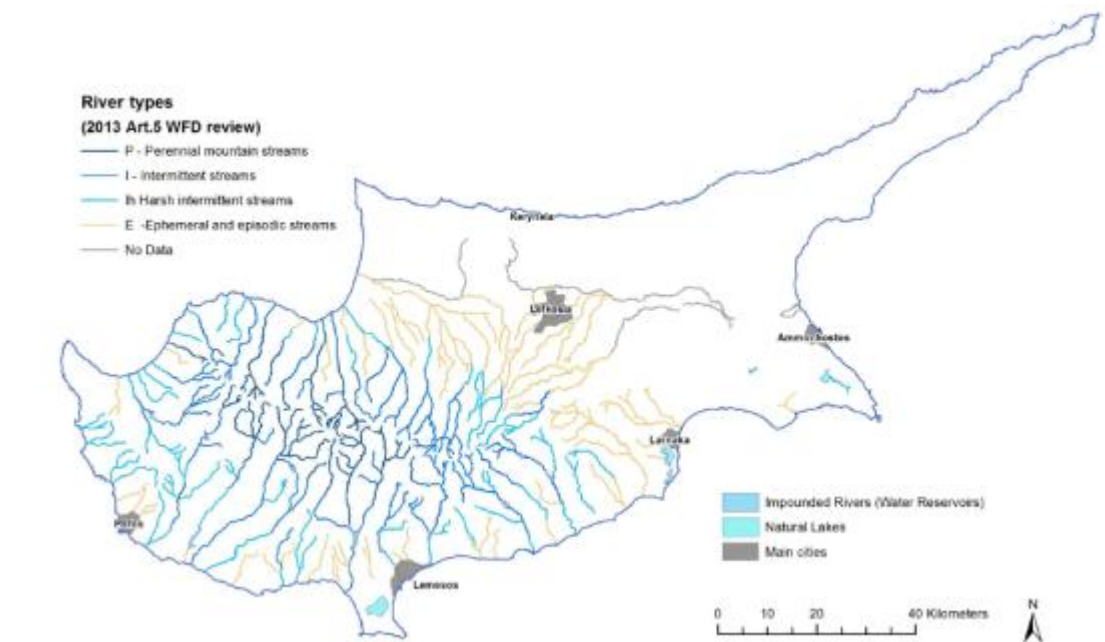 River types
(2013 Art.5 WFD review)
P - Perennial mountain streams
I - Intermittent streams
Ih Harsh intermittent streams
E -Ephemeral and episodic streams
No Data
Keryneia
Lefkosia
Ammochostos
Larnaka
Pafos
Lemesos
Impounded Rivers (Water Reservoirs)
Natural Lakes
Main cities
0 10 20 40 Kilometers
N